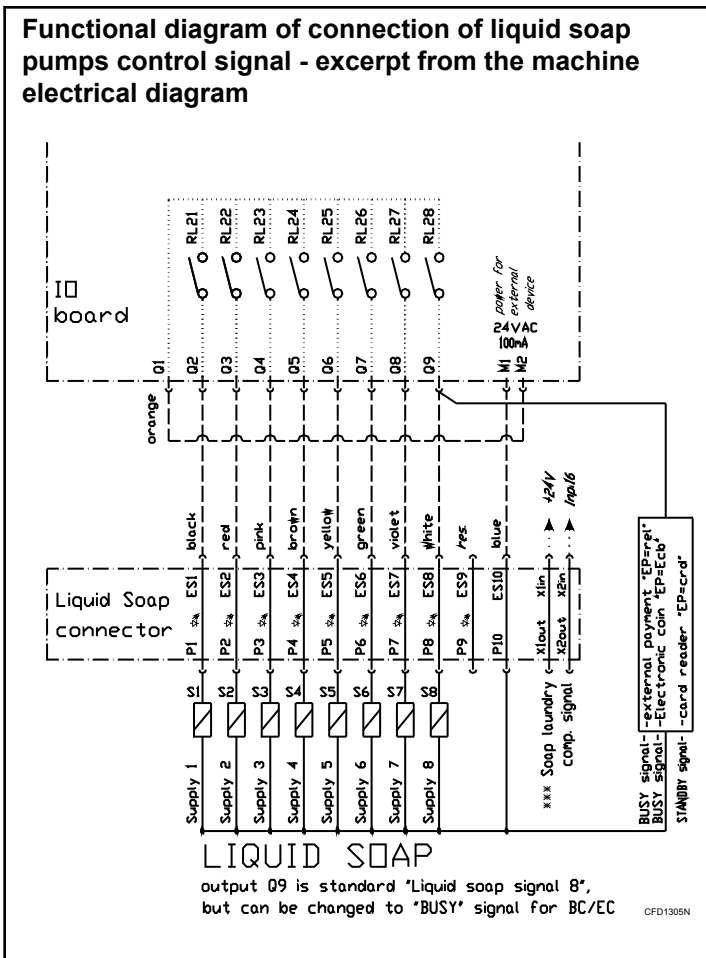 Functional diagram of connection of liquid soap
pumps control signal - excerpt from the machine
electrical diagram
RL21
RL22
RL23
RL24
RL25
RL26
RL27
RL28
IO
board
power for
external
device
24VAC
100mA
Q1
Q2
Q3
Q4
Q5
Q6
Q7
Q8
Q9
M1
M2
orange
black
red
pink
brown
yellow
green
violet
white
res.
blue
+24V
Inp.16
Liquid Soap
connector
ES1
ES2
ES3
ES4
ES5
ES6
ES7
ES8
ES9
ES10
X1in
X2in
**
**
**
**
**
**
**
**
**
P1
P2
P3
P4
P5
P6
P7
P8
P9
P10
X1out
X2out
S1
S2
S3
S4
S5
S6
S7
S8
Supply 1
Supply 2
Supply 3
Supply 4
Supply 5
Supply 6
Supply 7
Supply 8
*** Soap laundry
comp. signal
BUSY signal- -external payment "EP=rel"
BUSY signal- -Electronic coin "EP=Ecb"
STANDBY signal- -card reader "EP=crd"
LIQUID SOAP
output Q9 is standard "Liquid soap signal 8",
but can be changed to "BUSY" signal for BC/EC
CFD1305N